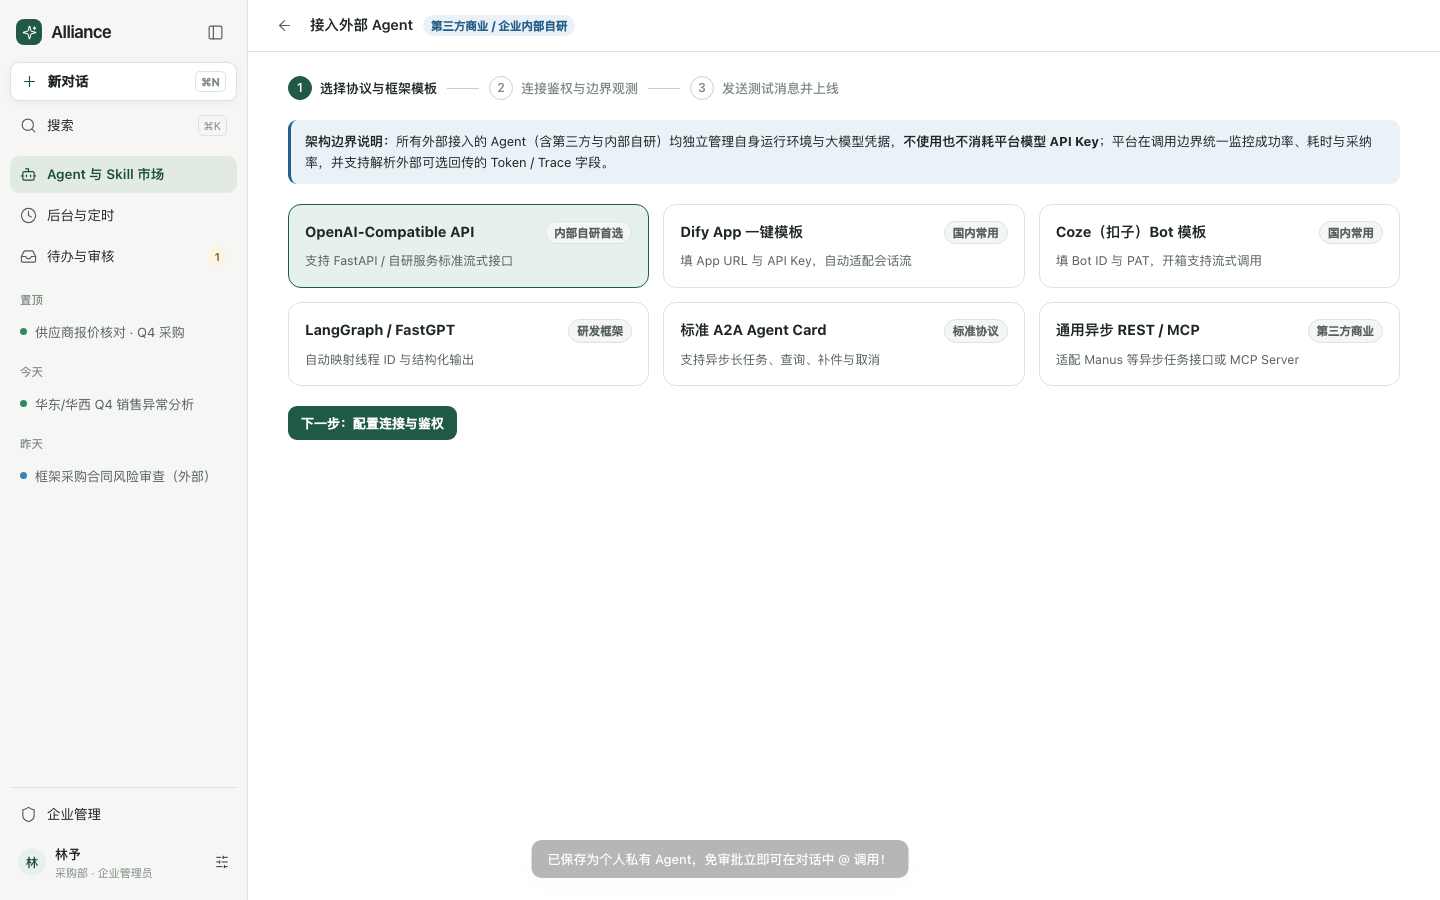 Alliance
新对话 ⌘N
搜索 ⌘K
Agent 与 Skill 市场
后台与定时
待办与审核 1
置顶
供应商报价核对 · Q4 采购
今天
华东/华西 Q4 销售异常分析
昨天
框架采购合同风险审查（外部）
企业管理
林
林予
采购部 · 企业管理员
接入外部 Agent 第三方商业 / 企业内部自研
1 选择协议与框架模板 2 连接鉴权与边界观测 3 发送测试消息并上线
架构边界说明：所有外部接入的 Agent（含第三方与内部自研）均独立管理自身运行环境与大模型凭据，不使用也不消耗平台模型 API Key；平台在调用边界统一监控成功率、耗时与采纳
率，并支持解析外部可选回传的 Token / Trace 字段。
OpenAI-Compatible API 内部自研首选
支持 FastAPI / 自研服务标准流式接口
Dify App 一键模板 国内常用
填 App URL 与 API Key，自动适配会话流
Coze（扣子）Bot 模板 国内常用
填 Bot ID 与 PAT，开箱支持流式调用
LangGraph / FastGPT 研发框架
自动映射线程 ID 与结构化输出
标准 A2A Agent Card 标准协议
支持异步长任务、查询、补件与取消
通用异步 REST / MCP 第三方商业
适配 Manus 等异步任务接口或 MCP Server
下一步：配置连接与鉴权
已保存为个人私有 Agent，免审批立即可在对话中 @ 调用！